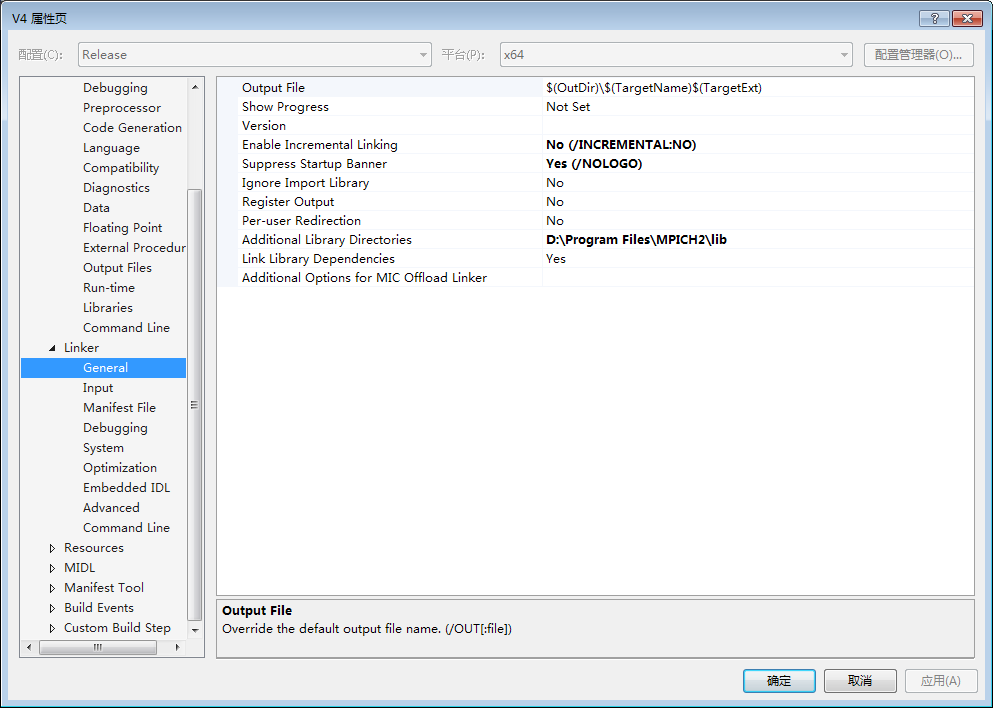 V4 属性页
配置(C): Release 平台(P): x64 配置管理器(O)...
Debugging
Preprocessor
Code Generation
Language
Compatibility
Diagnostics
Data
Floating Point
External Procedur
Output Files
Run-time
Libraries
Command Line
Linker
General
Input
Manifest File
Debugging
System
Optimization
Embedded IDL
Advanced
Command Line
Resources
MIDL
Manifest Tool
Build Events
Custom Build Step
Output File $(OutDir)\$(TargetName)$(TargetExt)
Show Progress Not Set
Version
Enable Incremental Linking No (/INCREMENTAL:NO)
Suppress Startup Banner Yes (/NOLOGO)
Ignore Import Library No
Register Output No
Per-user Redirection No
Additional Library Directories D:\Program Files\MPICH2\lib
Link Library Dependencies Yes
Additional Options for MIC Offload Linker
Output File
Override the default output file name. (/OUT[:file])
确定 取消 应用(A)